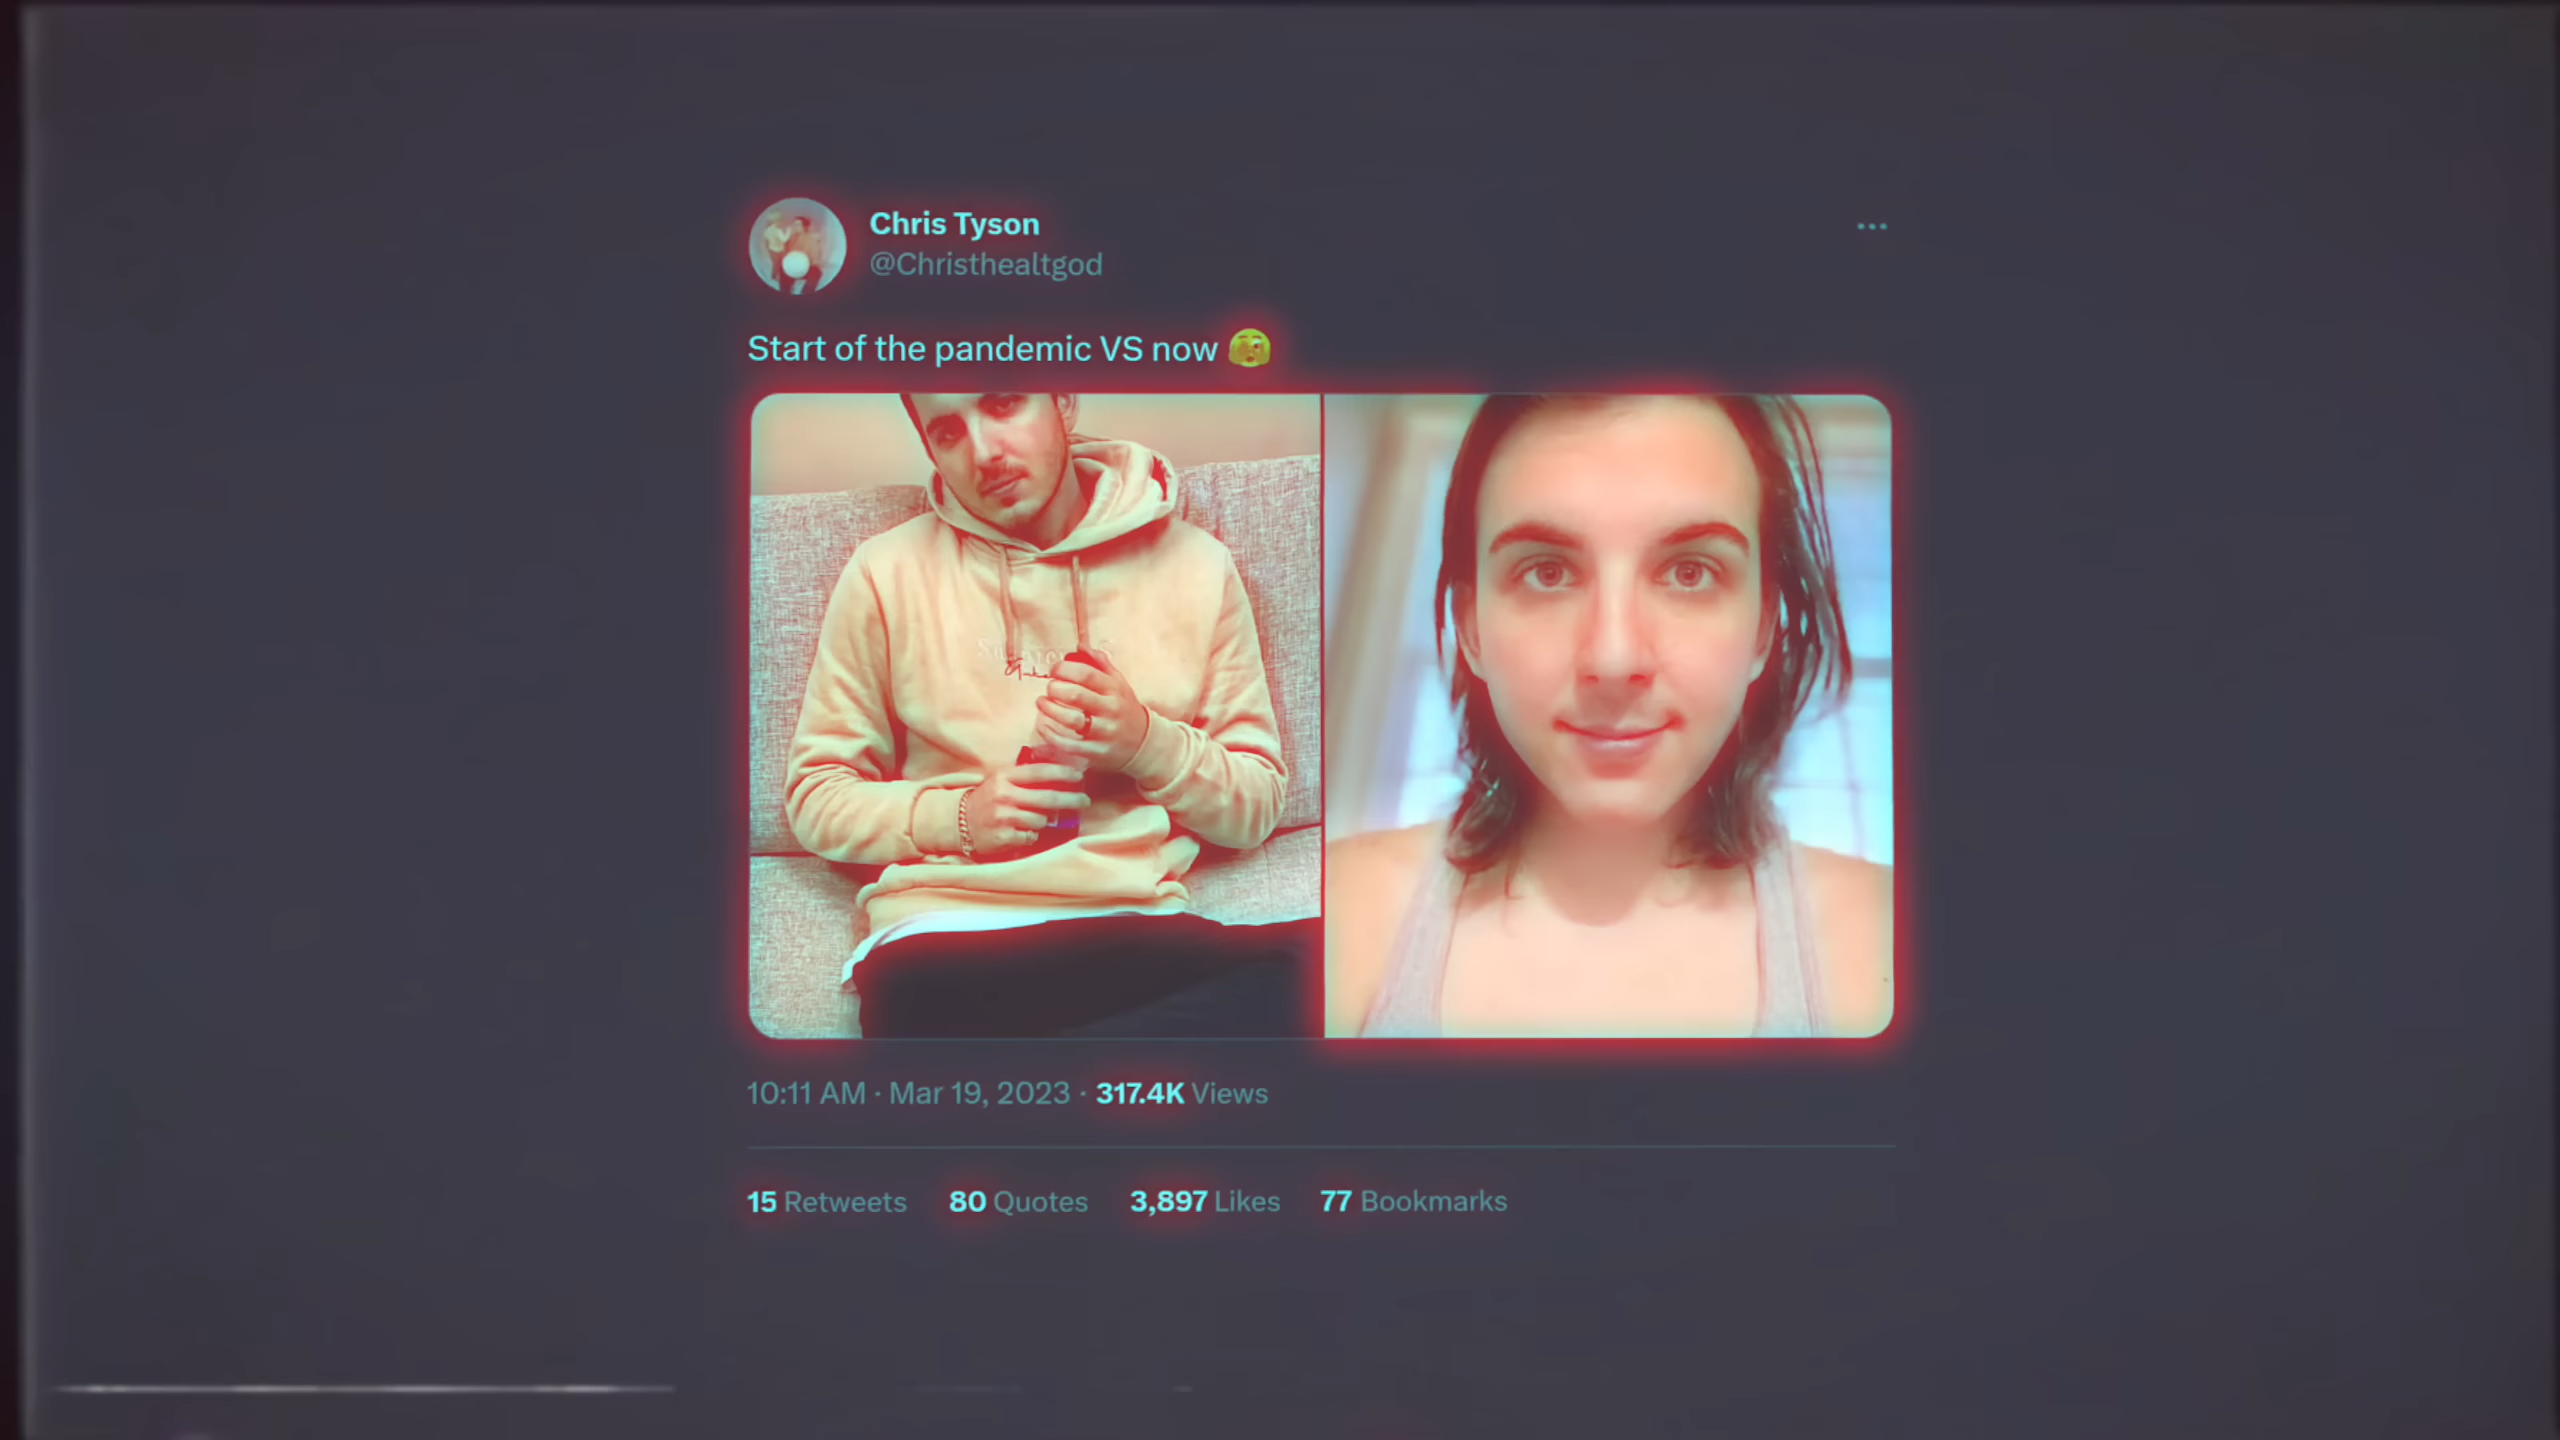 Chris Tyson
@Christhealtgod
Start of the pandemic VS now 🫣
10:11 AM · Mar 19, 2023 · 317.4K Views
15 Retweets 80 Quotes 3,897 Likes 77 Bookmarks